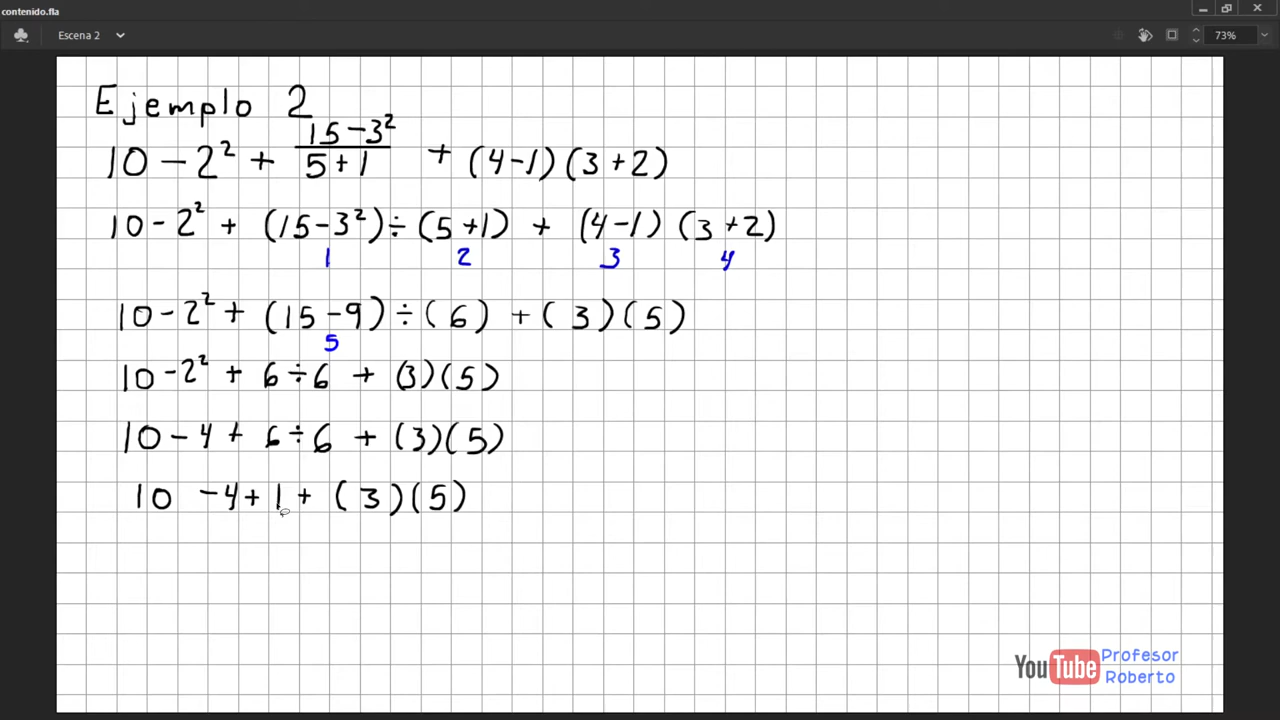 contenido.fla
Escena 2
73%
Ejemplo 2
10 - 2² + (15 - 3²)/(5 + 1) + (4-1)(3+2)
10 - 2² + (15-3²) ÷ (5+1) + (4-1) (3+2)
1 2 3 4
10 - 2² + (15-9) ÷ (6) + (3)(5)
5
10 - 2² + 6÷6 + (3)(5)
10 - 4 + 6÷6 + (3)(5)
10 -4+ 1 + (3)(5)
YouTube Profesor
Roberto